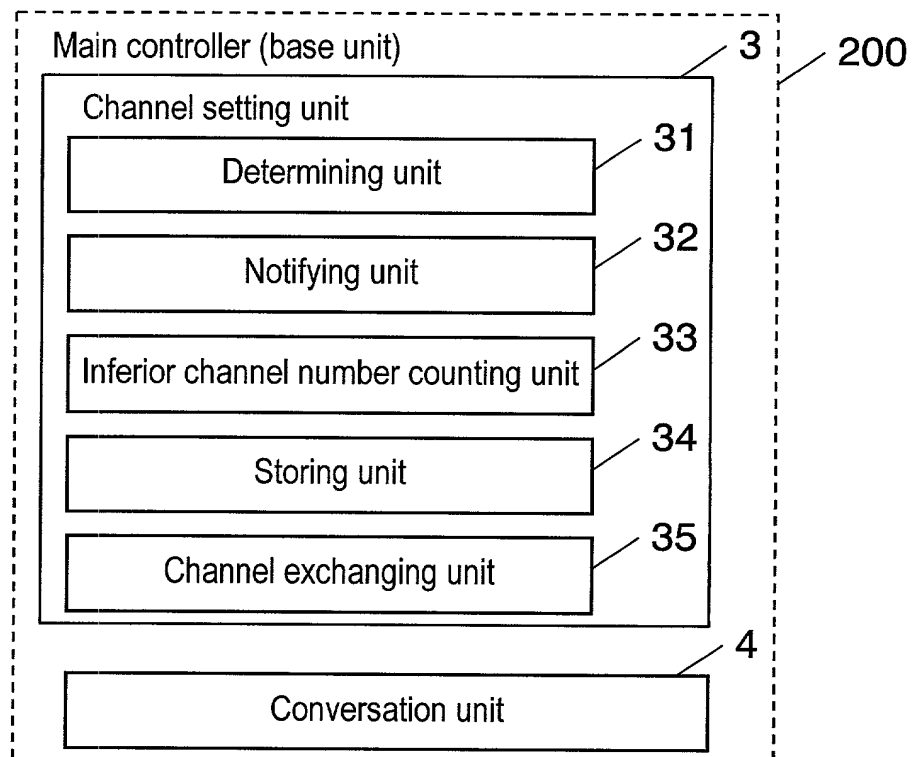 Main controller (base unit)
3
200
Channel setting unit
31
Determining unit
32
Notifying unit
33
Inferior channel number counting unit
34
Storing unit
35
Channel exchanging unit
4
Conversation unit